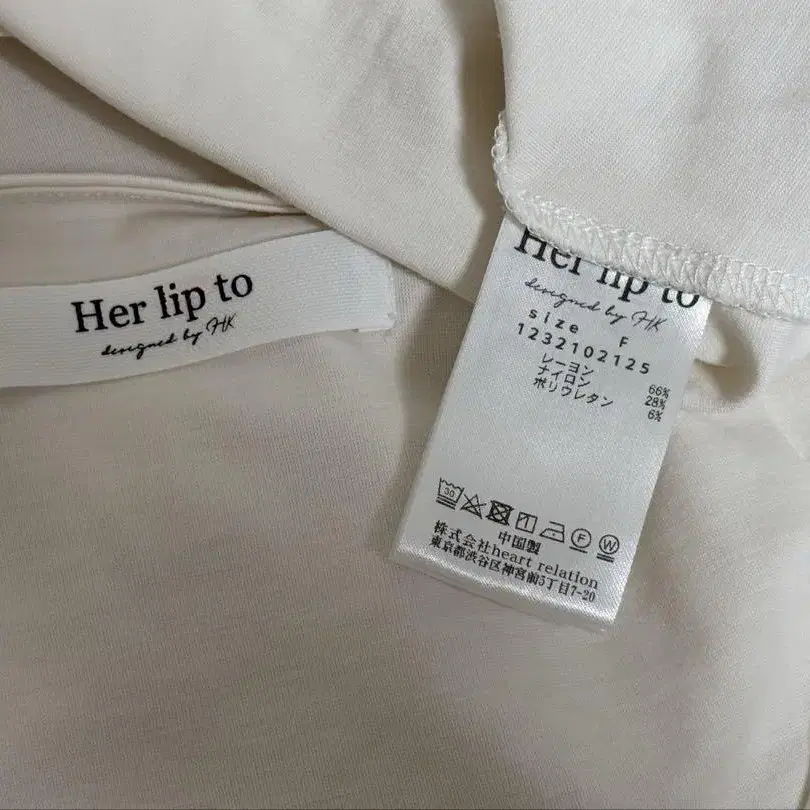 Her lip to
designed by HK
Her lip to
designed by HK
size F
1232102125
レーヨン 66%
ナイロン 28%
ポリウレタン 6%
30
F W
中国製
株式会社heart relation
東京都渋谷区神宮前5丁目7-20